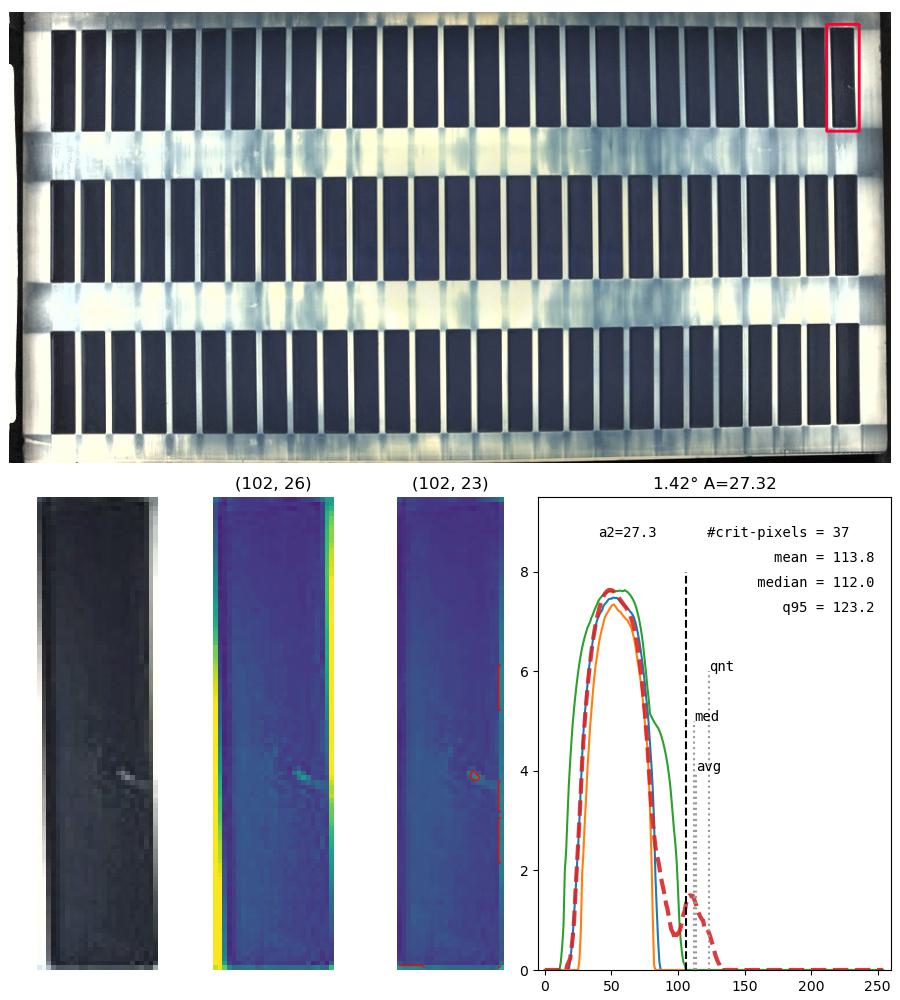 (102, 26)
(102, 23)
1.42° A=27.32
a2=27.3
#crit-pixels = 37
mean = 113.8
median = 112.0
q95 = 123.2
qnt
med
avg
8
6
4
2
0
0 50 100 150 200 250